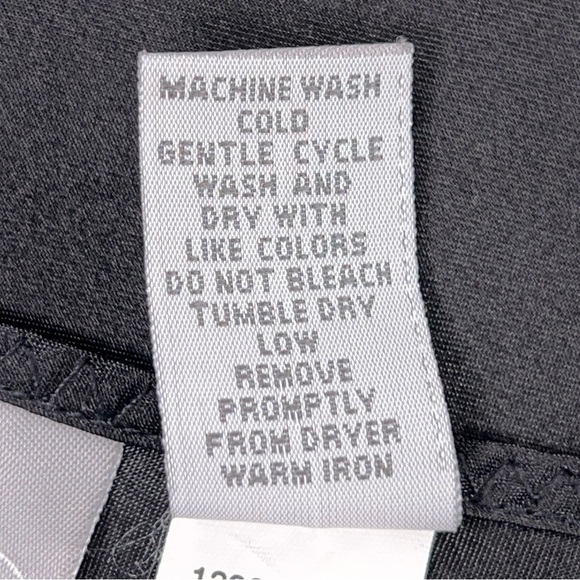 MACHINE WASH
COLD
GENTLE CYCLE
WASH AND
DRY WITH
LIKE COLORS
DO NOT BLEACH
TUMBLE DRY
LOW
REMOVE
PROMPTLY
FROM DRYER
WARM IRON